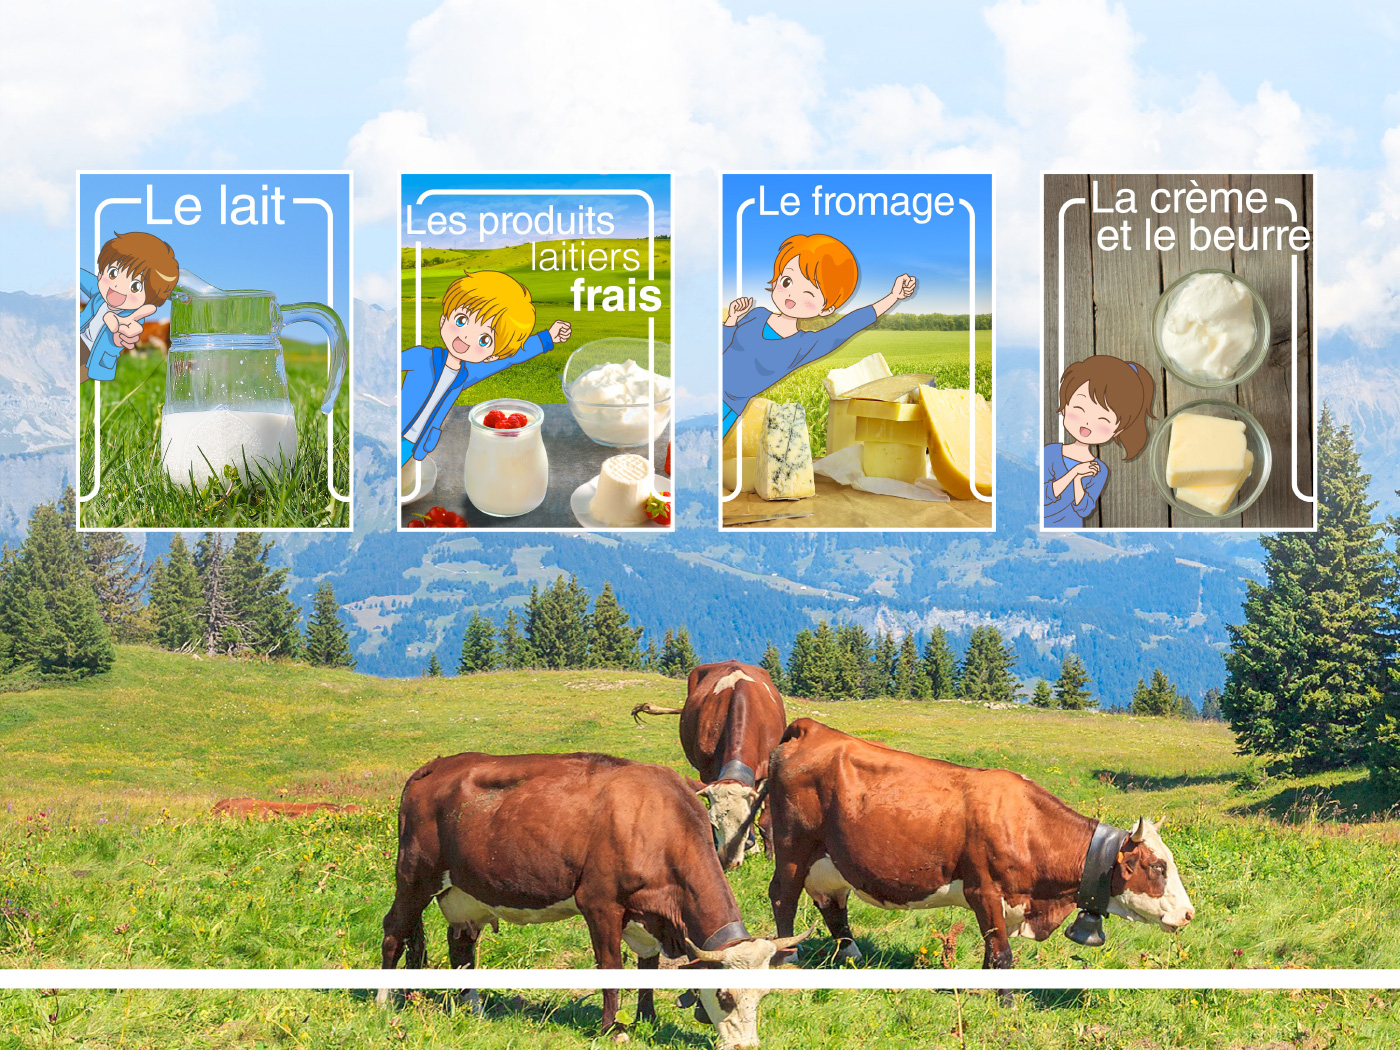 Le lait
Les produits
laitiers
frais
Le fromage
La crème
et le beurre